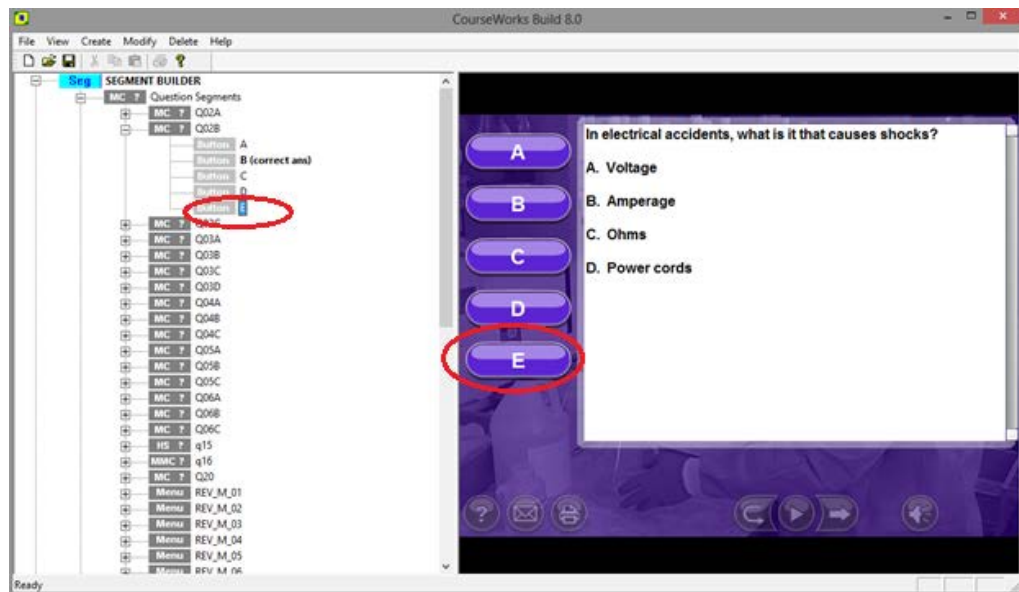 CourseWorks Build 8.0
File View Create Modify Delete Help
Seg SEGMENT BUILDER
MC ? Question Segments
MC ? Q02A
MC ? Q02B
Button A
Button B (correct ans)
Button C
Button D
Button E
MC ? Q02C
MC ? Q03A
MC ? Q03B
MC ? Q03C
MC ? Q03D
MC ? Q04A
MC ? Q04B
MC ? Q04C
MC ? Q05A
MC ? Q05B
MC ? Q05C
MC ? Q06A
MC ? Q06B
MC ? Q06C
HS ? q15
MMC ? q16
MC ? Q20
Menu REV_M_01
Menu REV_M_02
Menu REV_M_03
Menu REV_M_04
Menu REV_M_05
Menu REV_M_06
A
B
C
D
E
In electrical accidents, what is it that causes shocks?
A. Voltage
B. Amperage
C. Ohms
D. Power cords
Ready